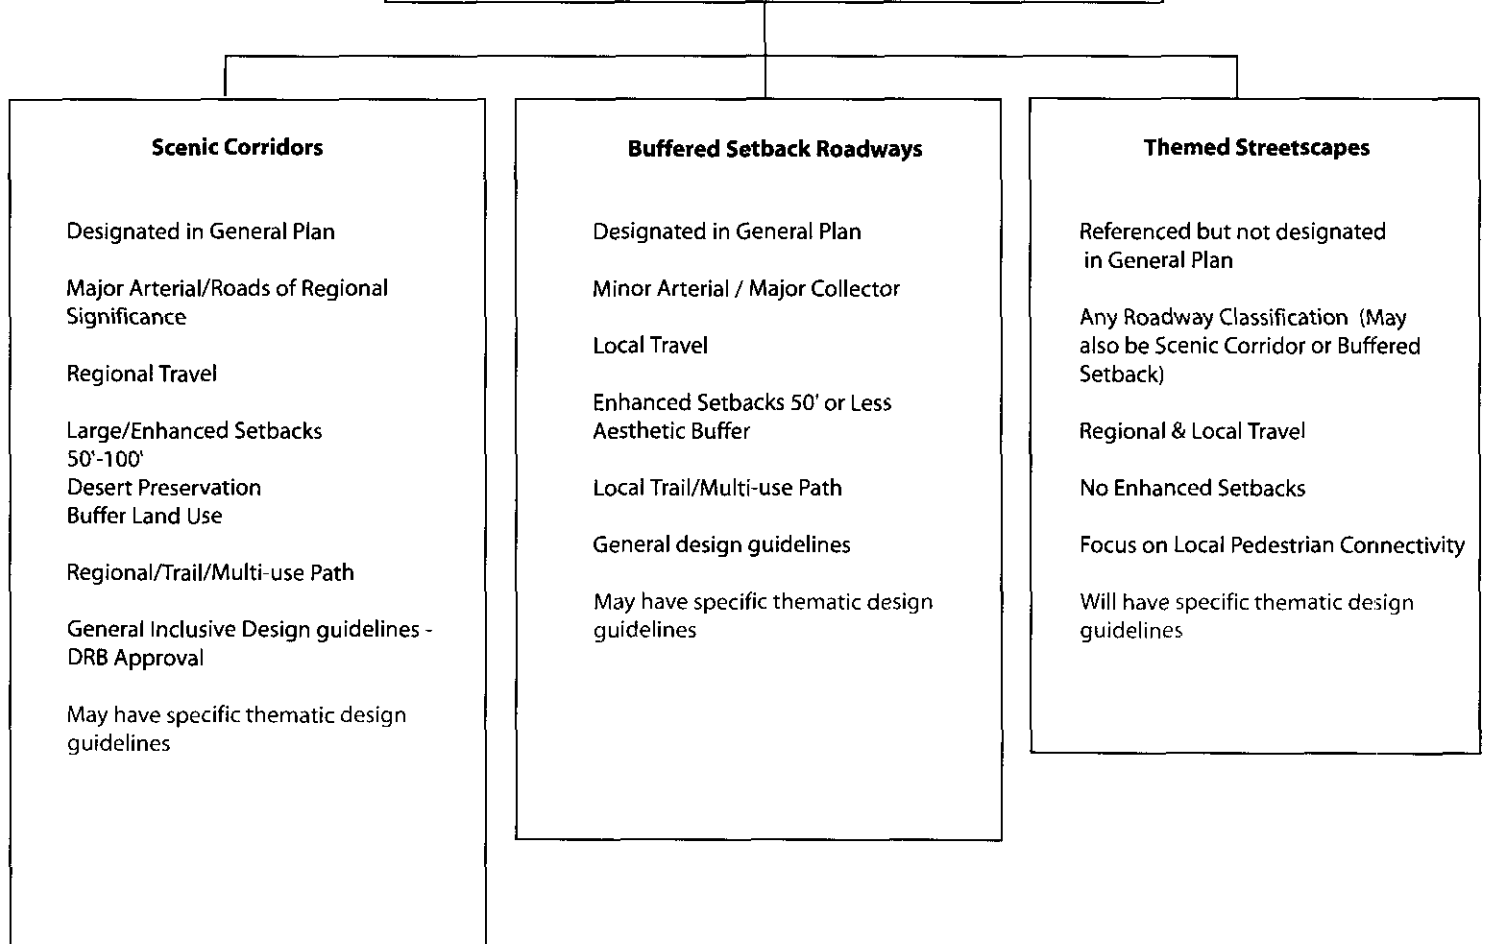 Scenic Corridors
Designated in General Plan
Major Arterial/Roads of Regional
Significance
Regional Travel
Large/Enhanced Setbacks
50'-100'
Desert Preservation
Buffer Land Use
Regional/Trail/Multi-use Path
General Inclusive Design guidelines -
DRB Approval
May have specific thematic design
guidelines
Buffered Setback Roadways
Designated in General Plan
Minor Arterial / Major Collector
Local Travel
Enhanced Setbacks 50' or Less
Aesthetic Buffer
Local Trail/Multi-use Path
General design guidelines
May have specific thematic design
guidelines
Themed Streetscapes
Referenced but not designated
in General Plan
Any Roadway Classification (May
also be Scenic Corridor or Buffered
Setback)
Regional & Local Travel
No Enhanced Setbacks
Focus on Local Pedestrian Connectivity
Will have specific thematic design
guidelines